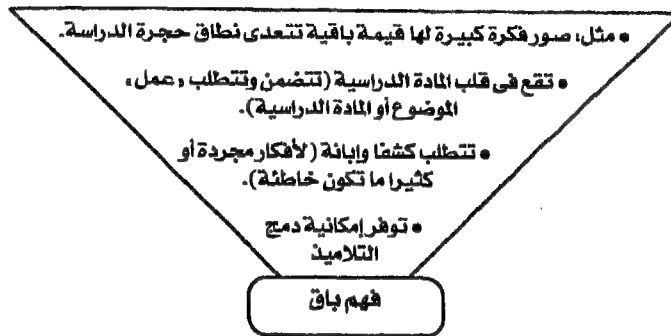 • مثل، صور فكرة كبيرة لها قيمة باقية تتعدى نطاق حجرة الدراسة.
• تقع فى قلب المادة الدراسية (تتضمن وتتطلب «عمل»
الموضوع أو المادة الدراسية).
• تتطلب كشفا وإبانة (لأفكار مجردة أو
كثيرا ما تكون خاطئة).
• توفر إمكانية دمج
التلاميذ
فهم باق